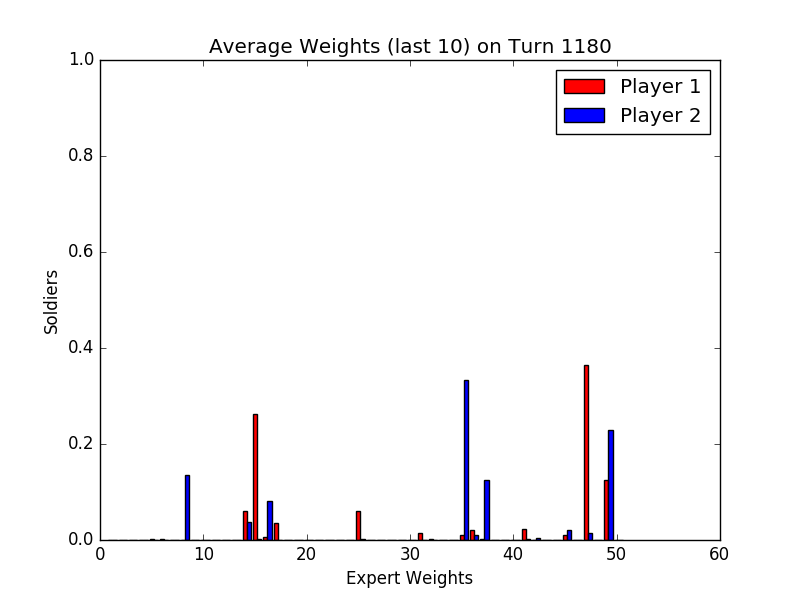 Average Weights (last 10) on Turn 1180
1.0
0.8
0.6
0.4
0.2
0.0
Soldiers
Player 1
Player 2
0 10 20 30 40 50 60
Expert Weights